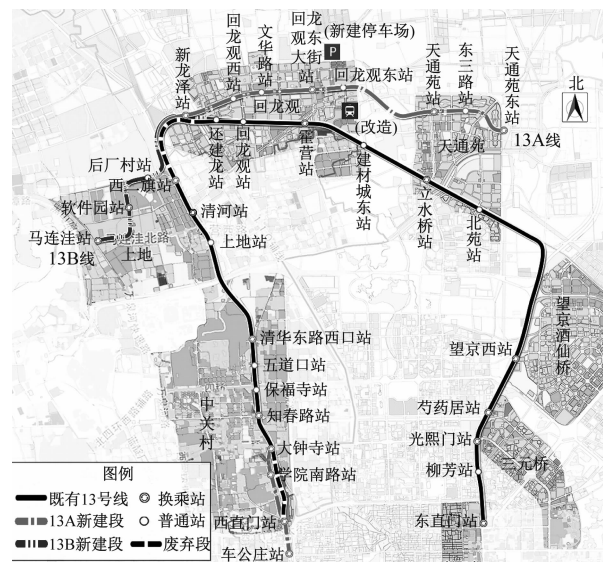 (新建停车场)
P
回龙观东大街站
文华路站
回龙观西站
新龙泽站
回龙观东站
天通苑站
东三路站
天通苑东站
北
13A线
回龙观
还建龙站
回龙观站
霍营站
(改造)
天通苑
建材城东站
立水桥站
北苑站
后厂村站
西二旗站
软件园站
清河站
马连洼站
马连洼北路
13B线
上地
上地站
清华东路西口站
五道口站
保福寺站
知春路站
中关村
大钟寺站
学院南路站
西直门站
车公庄站
望京西站
望京酒仙桥
芍药居站
光熙门站
柳芳站
三元桥
东直门站
图例
既有13号线
换乘站
13A新建段
普通站
13B新建段
废弃段